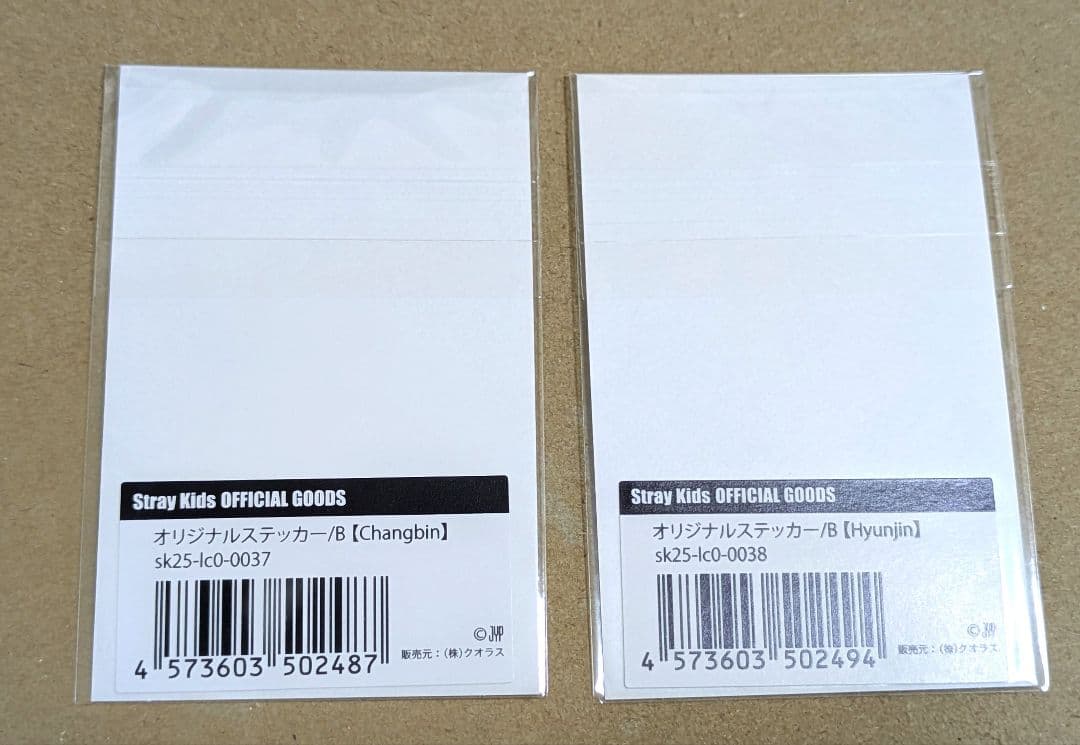 Stray Kids OFFICIAL GOODS
オリジナルステッカー/B【Changbin】
sk25-lc0-0037
©JYP
販売元：(株)クオラス
4 573603 502487
Stray Kids OFFICIAL GOODS
オリジナルステッカー/B【Hyunjin】
sk25-lc0-0038
©JYP
販売元：(株)クオラス
4 573603 502494